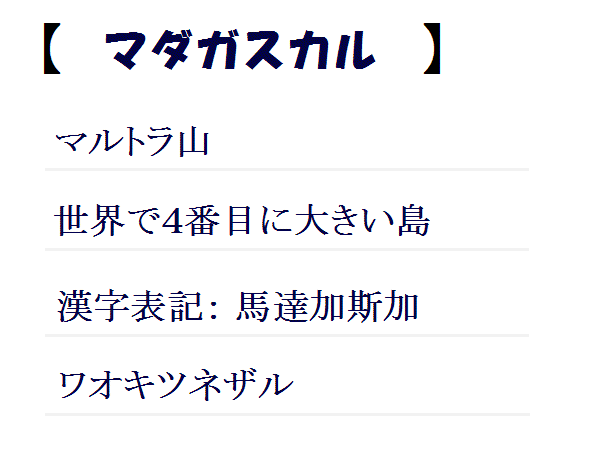 【 マダガスカル 】
マルトラ山
世界で4番目に大きい島
漢字表記： 馬達加斯加
ワオキツネザル